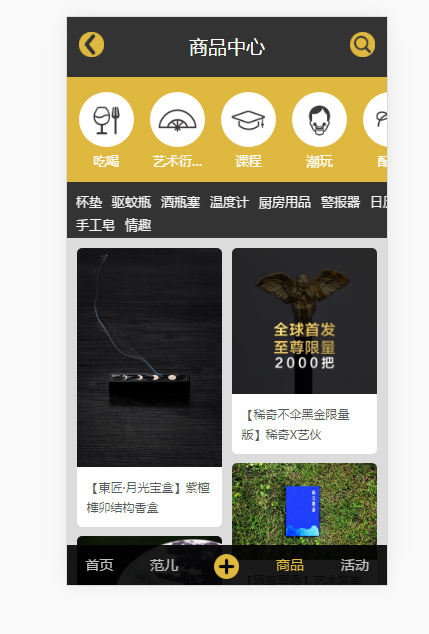 商品中心
吃喝
艺术衍...
课程
潮玩
杯垫 驱蚊瓶 酒瓶塞 温度计 厨房用品 警报器
手工皂 情趣
全球首发
至尊限量
2000把
【稀奇不伞黑金限量
版】稀奇X艺伙
【東匠·月光宝盒】紫檀
榫卯结构香盒
首页 范儿 商品 活动